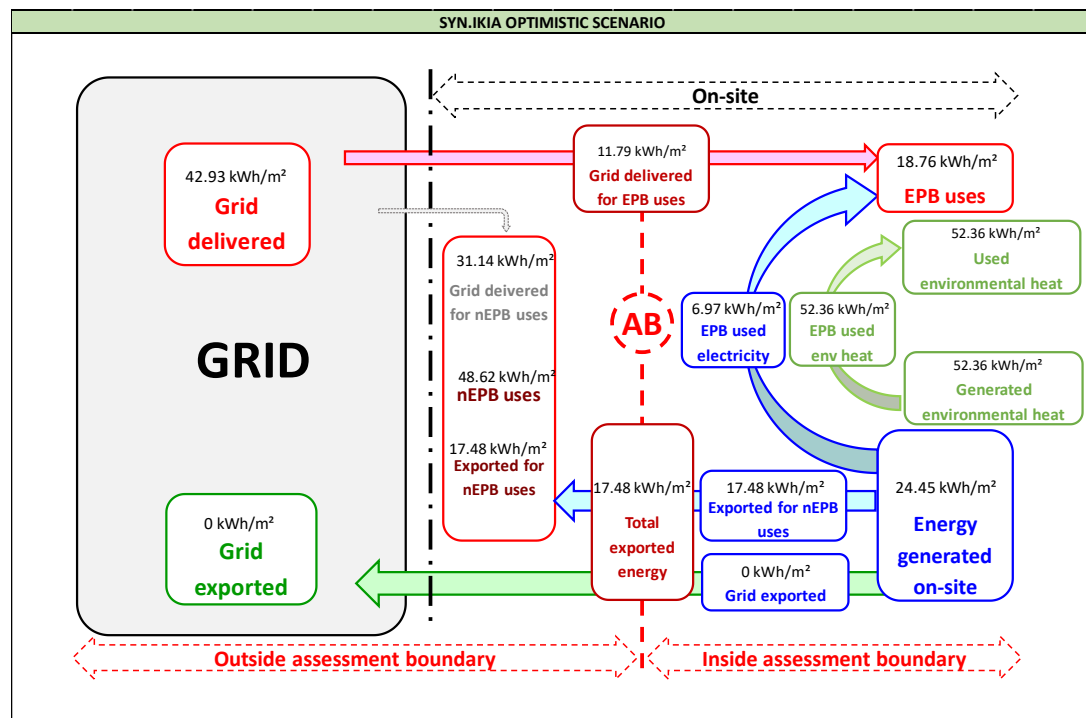 SYN.IKIA OPTIMISTIC SCENARIO
On-site
42.93 kWh/m²
Grid
delivered
11.79 kWh/m²
Grid delivered
for EPB uses
18.76 kWh/m²
EPB uses
31.14 kWh/m²
Grid deivered
for nEPB uses
48.62 kWh/m²
nEPB uses
17.48 kWh/m²
Exported for
nEPB uses
GRID
AB
6.97 kWh/m²
EPB used
electricity
52.36 kWh/m²
EPB used
env heat
52.36 kWh/m²
Used
environmental heat
52.36 kWh/m²
Generated
environmental heat
0 kWh/m²
Grid
exported
17.48 kWh/m²
Total
exported
energy
17.48 kWh/m²
Exported for nEPB
uses
24.45 kWh/m²
Energy
generated
on-site
0 kWh/m²
Grid exported
Outside assessment boundary
Inside assessment boundary